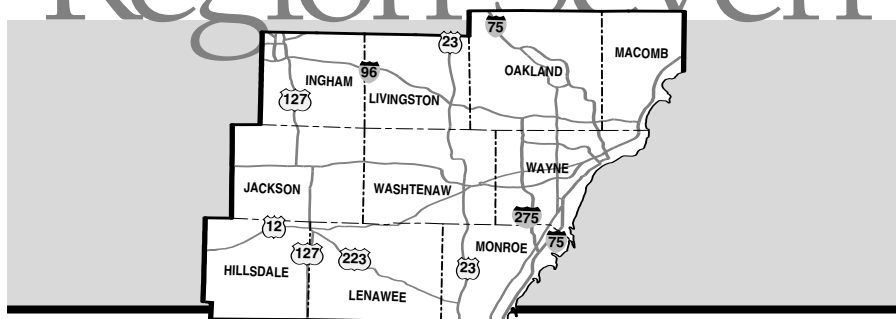 Region Seven
75
23
MACOMB
OAKLAND
96
INGHAM
127
LIVINGSTON
WAYNE
JACKSON
WASHTENAW
275
12
75
127
223
MONROE
23
HILLSDALE
LENAWEE